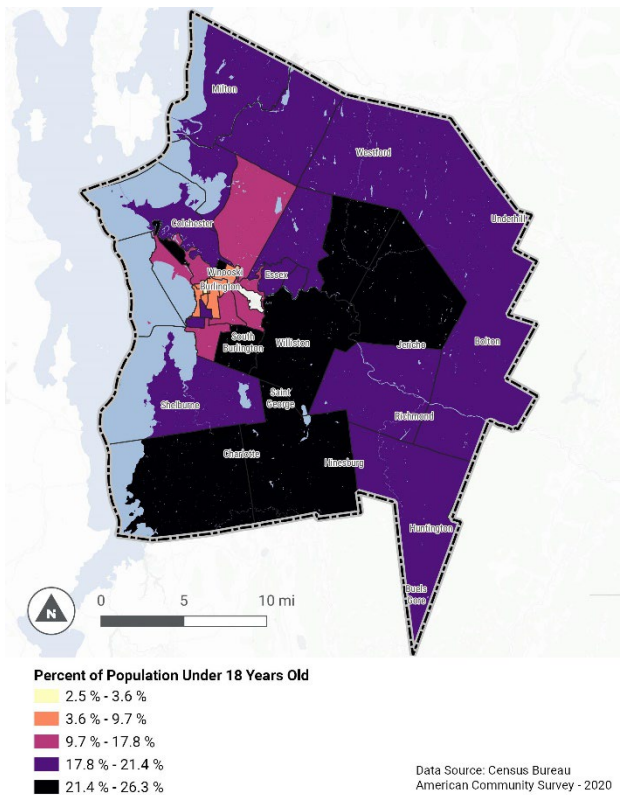 Milton
Westford
Underhill
Colchester
Winooski
Essex
Burlington
South
Burlington
Williston
Jericho
Bolton
Saint
George
Shelburne
Richmond
Charlotte
Hinesburg
Huntington
Buels
Gore
N
0 5 10 mi
Percent of Population Under 18 Years Old
2.5 % - 3.6 %
3.6 % - 9.7 %
9.7 % - 17.8 %
17.8 % - 21.4 %
21.4 % - 26.3 %
Data Source: Census Bureau
American Community Survey - 2020